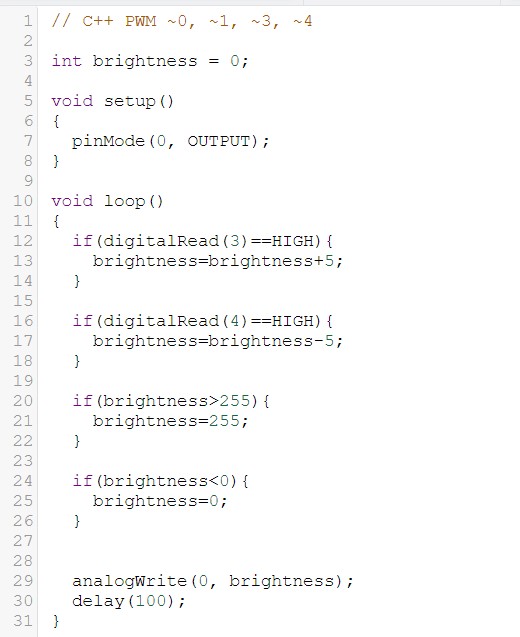 1 // C++ PWM ~0, ~1, ~3, ~4
2
3 int brightness = 0;
4
5 void setup()
6 {
7   pinMode(0, OUTPUT);
8 }
9
10 void loop()
11 {
12   if(digitalRead(3)==HIGH){
13     brightness=brightness+5;
14   }
15
16   if(digitalRead(4)==HIGH){
17     brightness=brightness-5;
18   }
19
20   if(brightness>255){
21     brightness=255;
22   }
23
24   if(brightness<0){
25     brightness=0;
26   }
27
28
29   analogWrite(0, brightness);
30   delay(100);
31 }